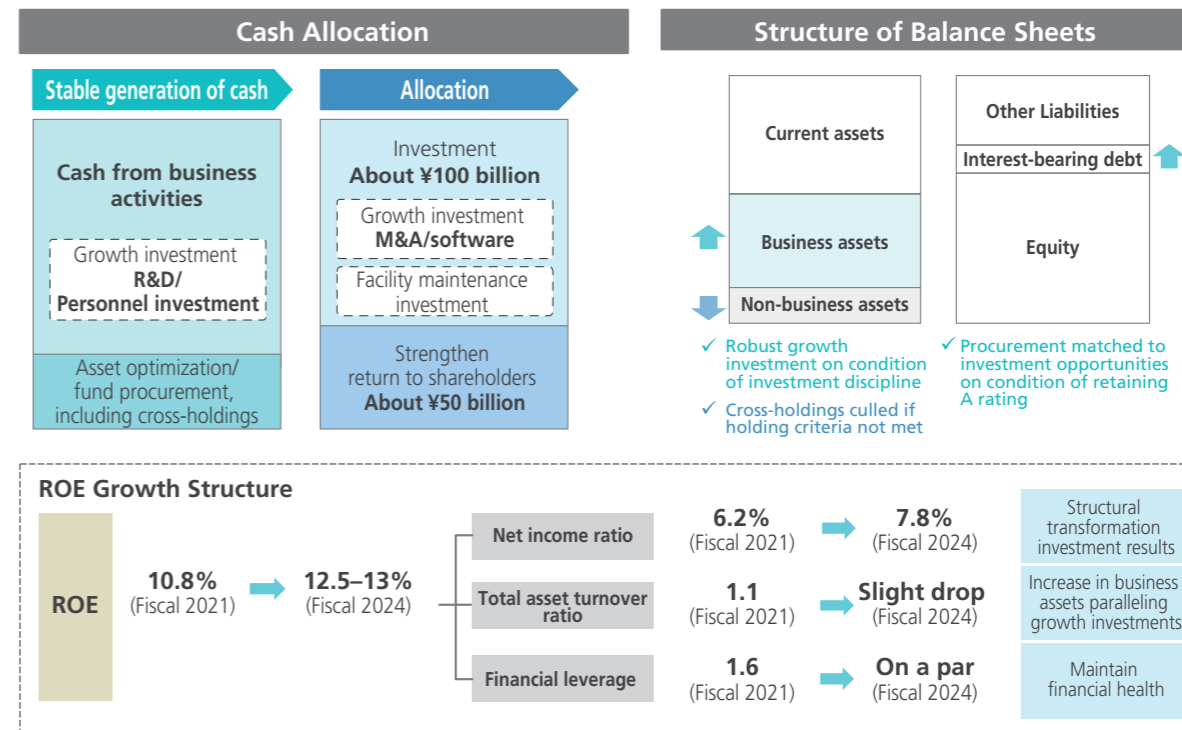 Cash Allocation
Stable generation of cash
Cash from business
activities
Growth investment
R&D/
Personnel investment
Asset optimization/
fund procurement,
including cross-holdings
Allocation
Investment
About ¥100 billion
Growth investment
M&A/software
Facility maintenance
investment
Strengthen
return to shareholders
About ¥50 billion
Structure of Balance Sheets
Current assets
Business assets
Non-business assets
✓ Robust growth
investment on condition
of investment discipline
✓ Cross-holdings culled if
holding criteria not met
Other Liabilities
Interest-bearing debt
Equity
✓ Procurement matched to
investment opportunities
on condition of retaining
A rating
ROE Growth Structure
ROE
10.8%
(Fiscal 2021)
12.5–13%
(Fiscal 2024)
Net income ratio
6.2%
(Fiscal 2021)
7.8%
(Fiscal 2024)
Structural
transformation
investment results
Total asset turnover
ratio
1.1
(Fiscal 2021)
Slight drop
(Fiscal 2024)
Increase in business
assets paralleling
growth investments
Financial leverage
1.6
(Fiscal 2021)
On a par
(Fiscal 2024)
Maintain
financial health